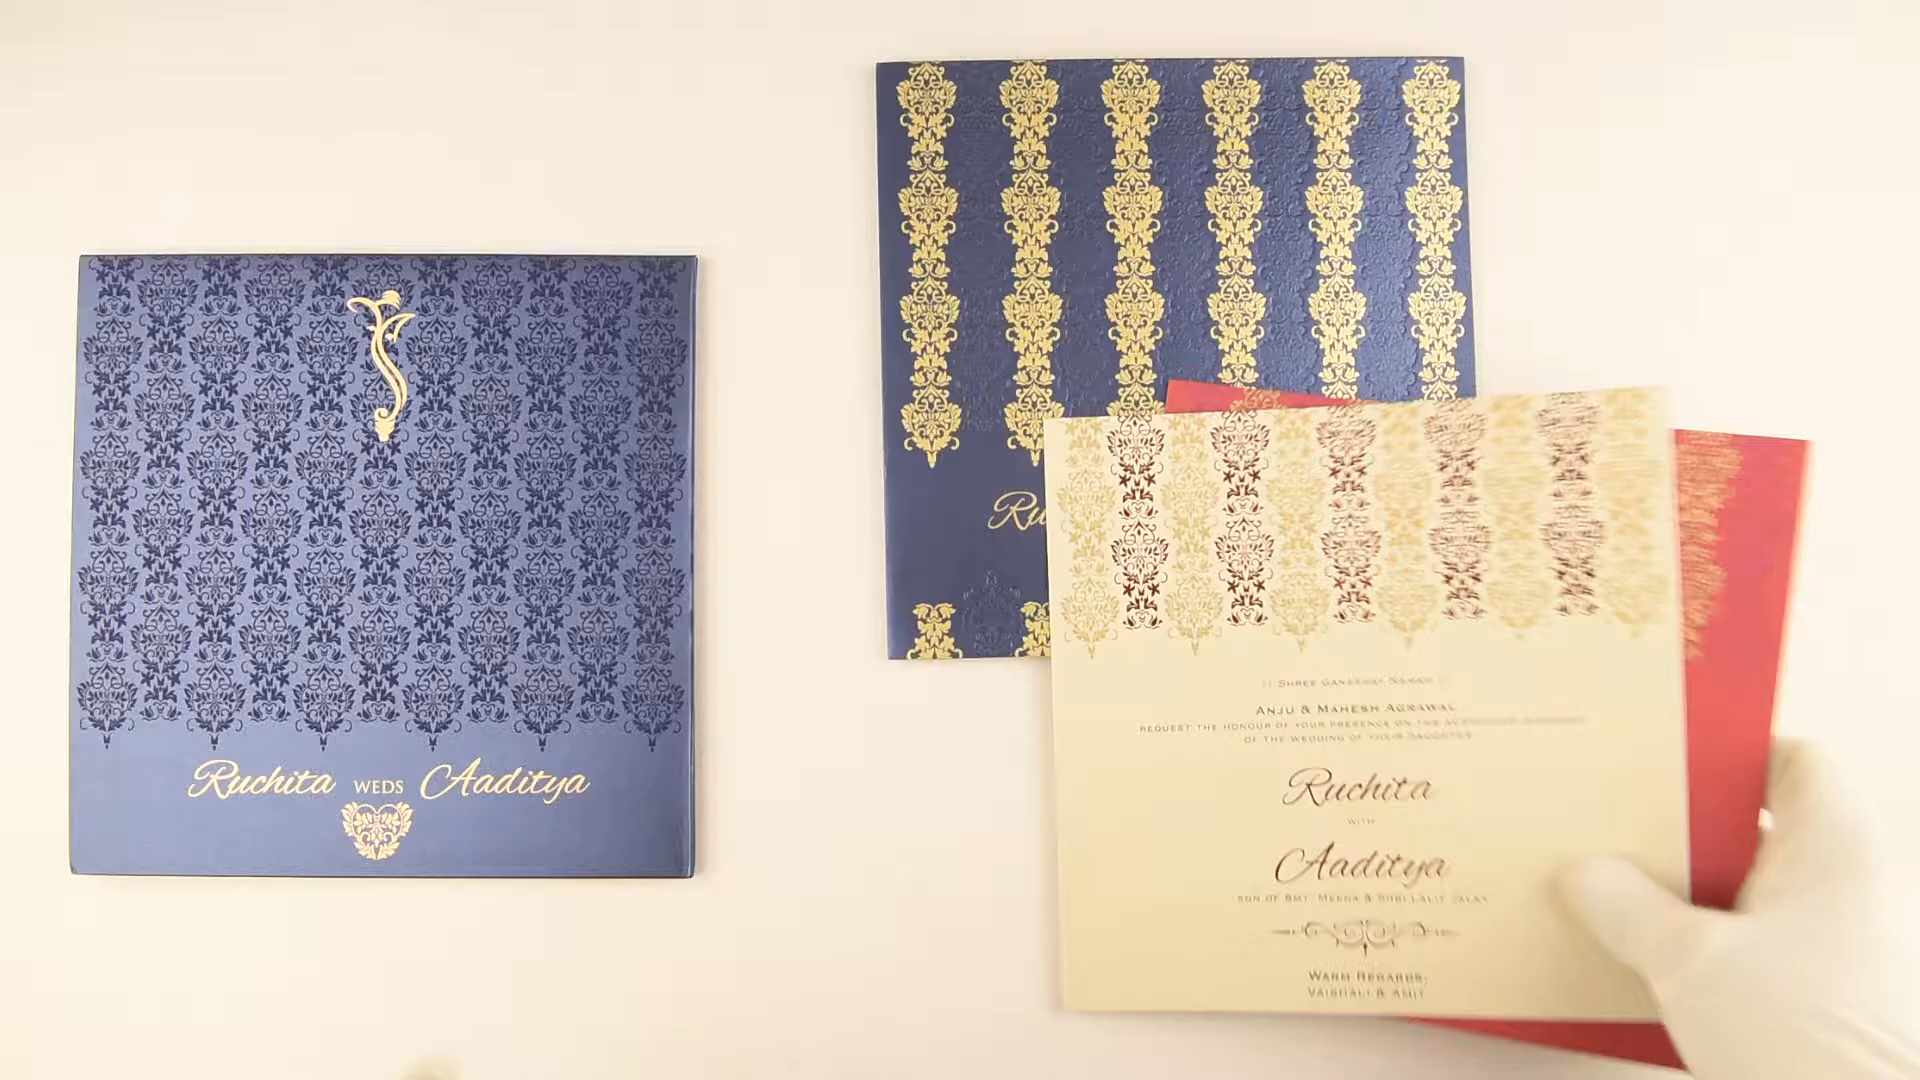 Ruchita WEDS Aaditya
Ru
|| SHREE GANESHAY NAMAH ||
ANJU & MAHESH AGRAWAL
REQUEST THE HONOUR OF YOUR PRESENCE ON THE AUSPICIOUS
OF THE WEDDING OF THEIR DAUGHTER
Ruchita
WITH
Aaditya
SON OF SMT. MEENA & SHRI LALIT
WARM REGARDS-
VAISHALI & AMIT